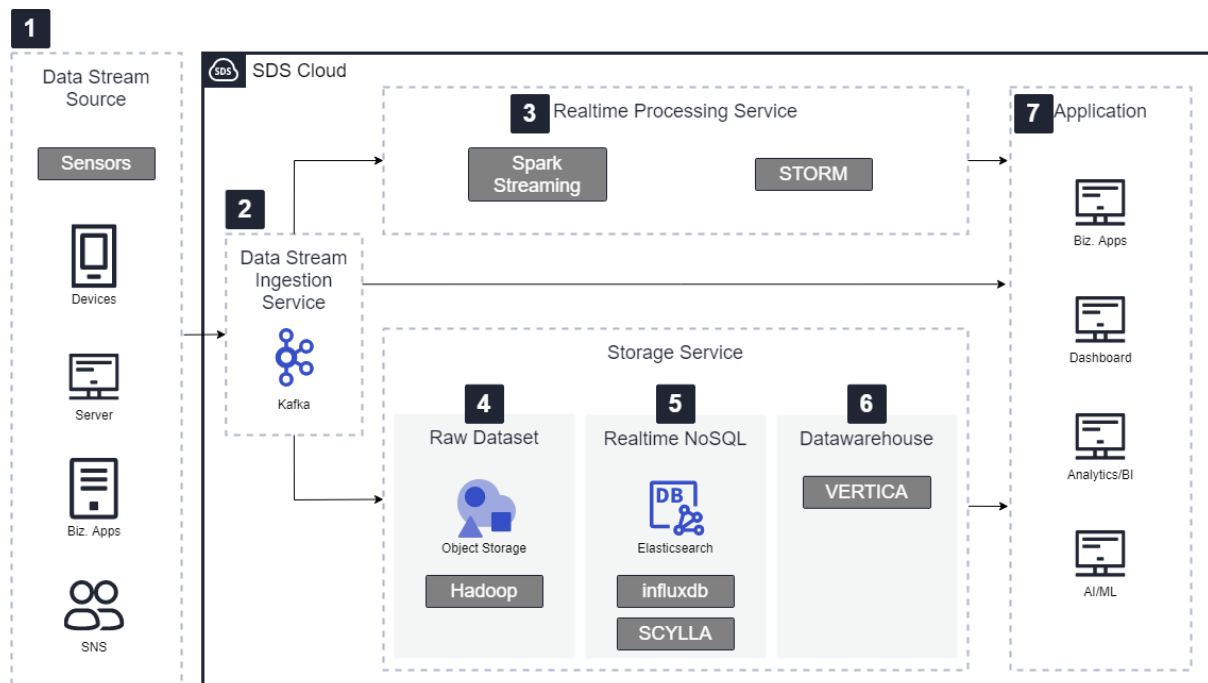 1
Data Stream
Source
Sensors
Devices
Server
Biz. Apps
SNS
SDS
SDS Cloud
2
Data Stream
Ingestion
Service
Kafka
3
Realtime Processing Service
Spark
Streaming
STORM
Storage Service
4
Raw Dataset
Object Storage
Hadoop
5
Realtime NoSQL
DB
Elasticsearch
influxdb
SCYLLA
6
Datawarehouse
VERTICA
7
Application
Biz. Apps
Dashboard
Analytics/BI
AI/ML